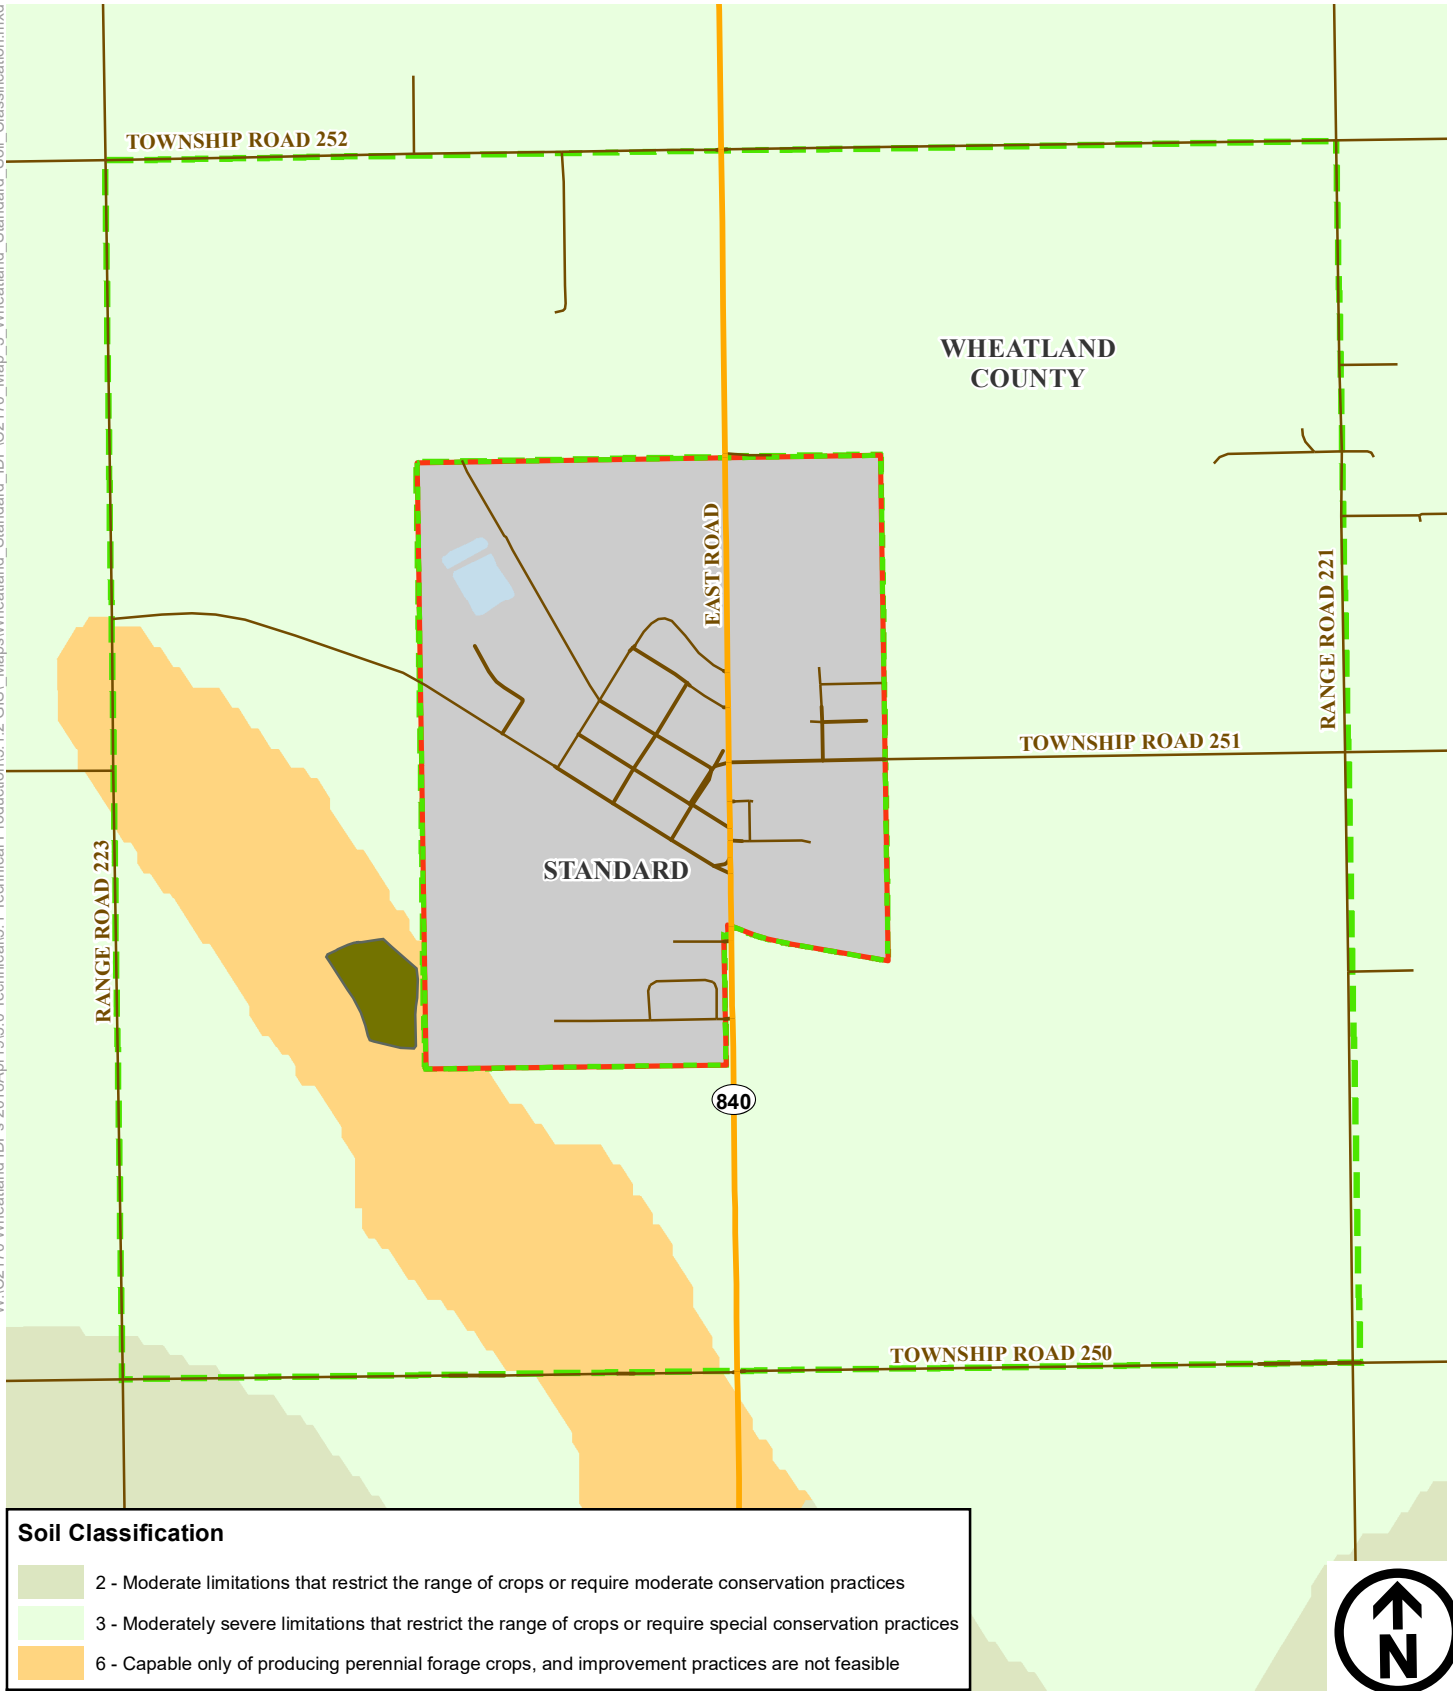 TOWNSHIP ROAD 252
WHEATLAND
COUNTY
EAST ROAD
RANGE ROAD 221
TOWNSHIP ROAD 251
RANGE ROAD 223
STANDARD
840
TOWNSHIP ROAD 250
Soil Classification
2 - Moderate limitations that restrict the range of crops or require moderate conservation practices
3 - Moderately severe limitations that restrict the range of crops or require special conservation practices
6 - Capable only of producing perennial forage crops, and improvement practices are not feasible
N